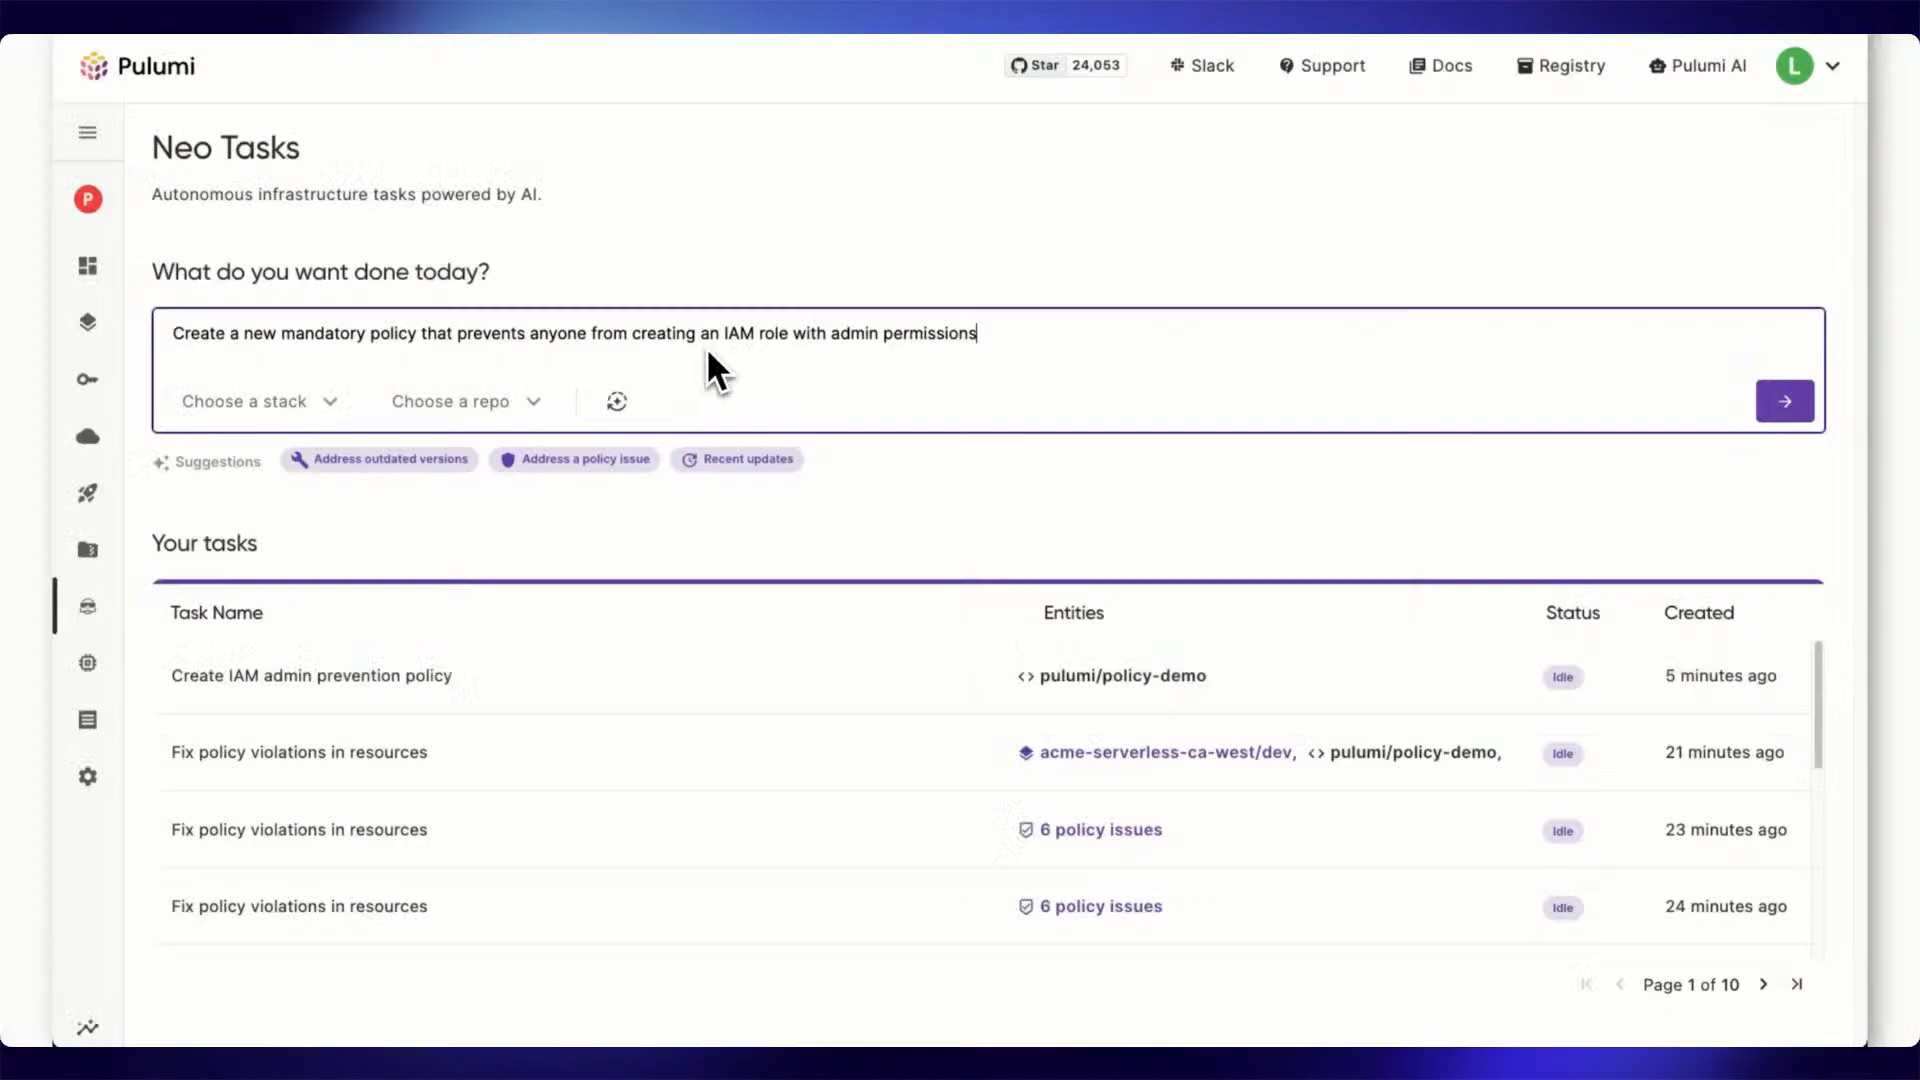 Pulumi
Star 24,053
Slack
Support
Docs
Registry
Pulumi AI
L
P
Neo Tasks
Autonomous infrastructure tasks powered by AI.
What do you want done today?
Create a new mandatory policy that prevents anyone from creating an IAM role with admin permissions
Choose a stack
Choose a repo
Suggestions
Address outdated versions
Address a policy issue
Recent updates
Your tasks
Task Name Entities Status Created
Create IAM admin prevention policy <> pulumi/policy-demo Idle 5 minutes ago
Fix policy violations in resources acme-serverless-ca-west/dev, <> pulumi/policy-demo, Idle 21 minutes ago
Fix policy violations in resources 6 policy issues Idle 23 minutes ago
Fix policy violations in resources 6 policy issues Idle 24 minutes ago
Page 1 of 10